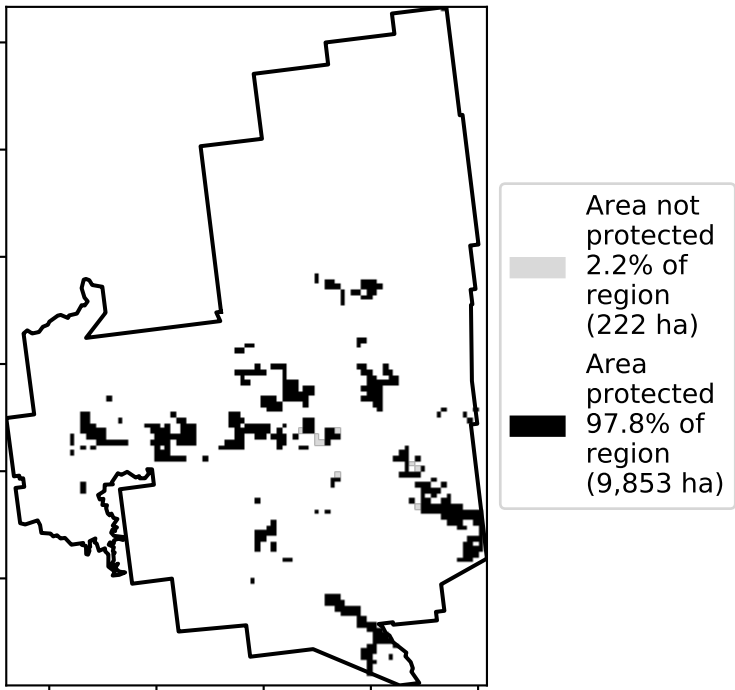 Area not
protected
2.2% of
region
(222 ha)
Area
protected
97.8% of
region
(9,853 ha)